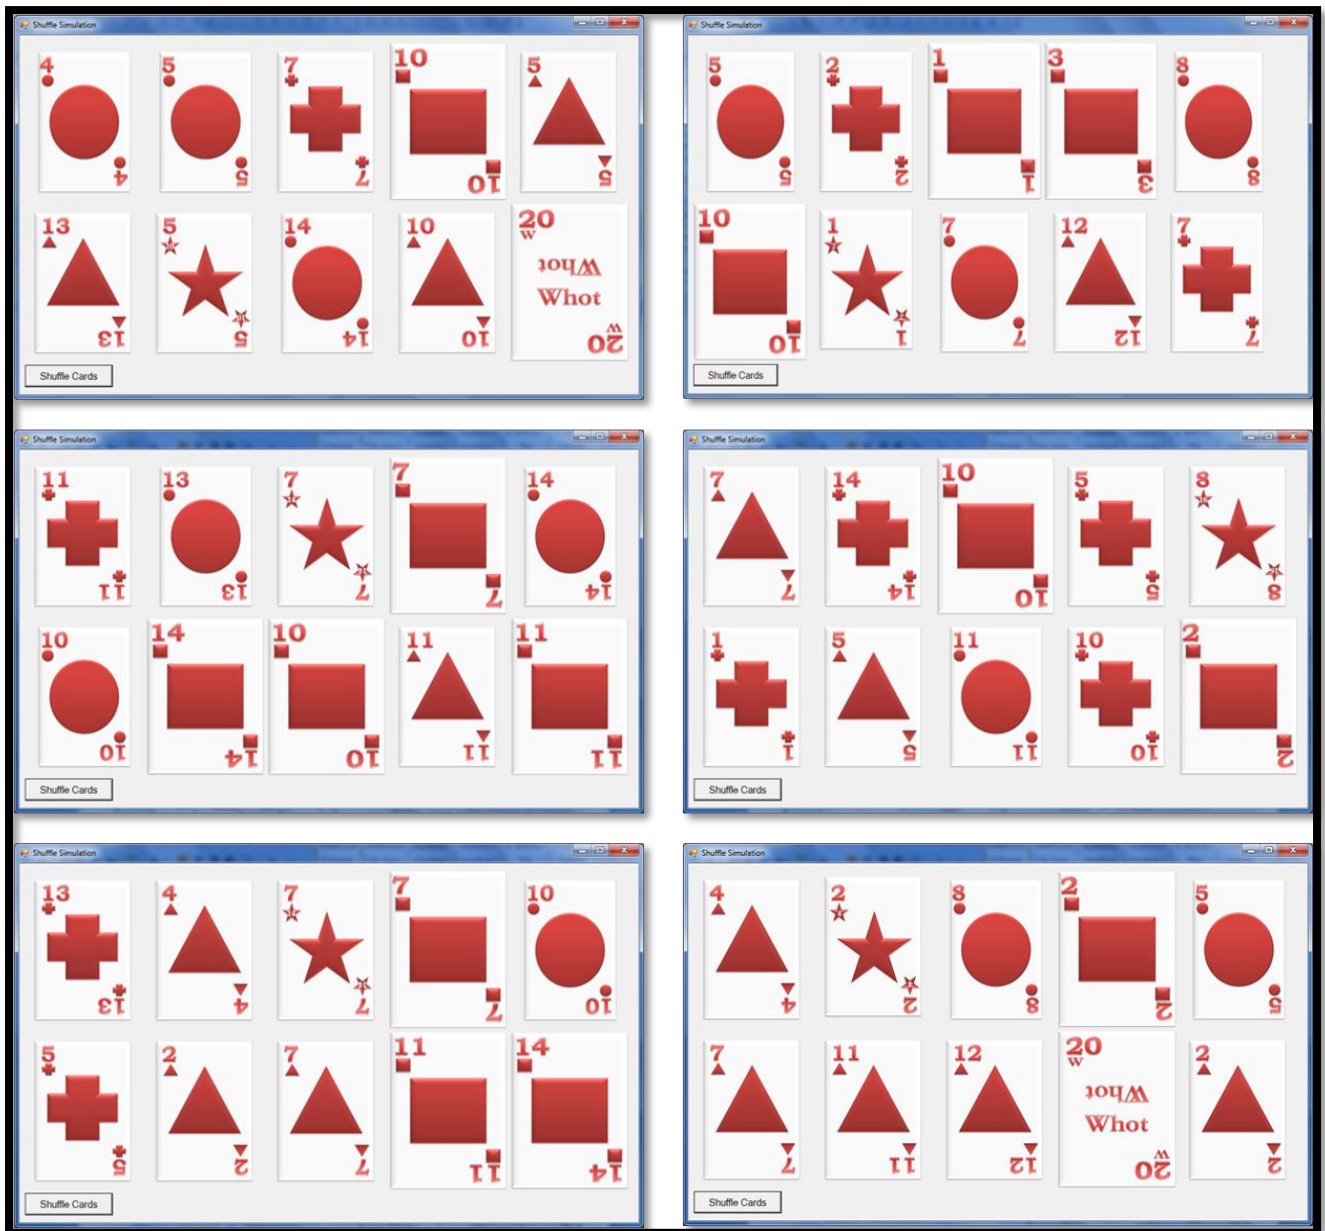 Shuffle Simulation
4 5 7 10 5
4 5 7 10 5
13 5 14 10 20
W
Whot
Whot
W
13 5 14 10 20
Shuffle Cards
Shuffle Simulation
5 2 1 3 8
5 2 1 3 8
10 1 7 12 7
10 1 7 12 7
Shuffle Cards
Shuffle Simulation
11 13 7 7 14
11 13 7 7 14
10 14 10 11 11
10 14 10 11 11
Shuffle Cards
Shuffle Simulation
7 14 10 5 8
7 14 10 5 8
1 5 11 10 2
1 5 11 10 2
Shuffle Cards
Shuffle Simulation
13 4 7 7 10
13 4 7 7 10
5 2 7 11 14
5 2 7 11 14
Shuffle Cards
Shuffle Simulation
4 2 8 2 5
4 2 8 2 5
7 11 12 20 2
W
Whot
Whot
W
7 11 12 20 2
Shuffle Cards